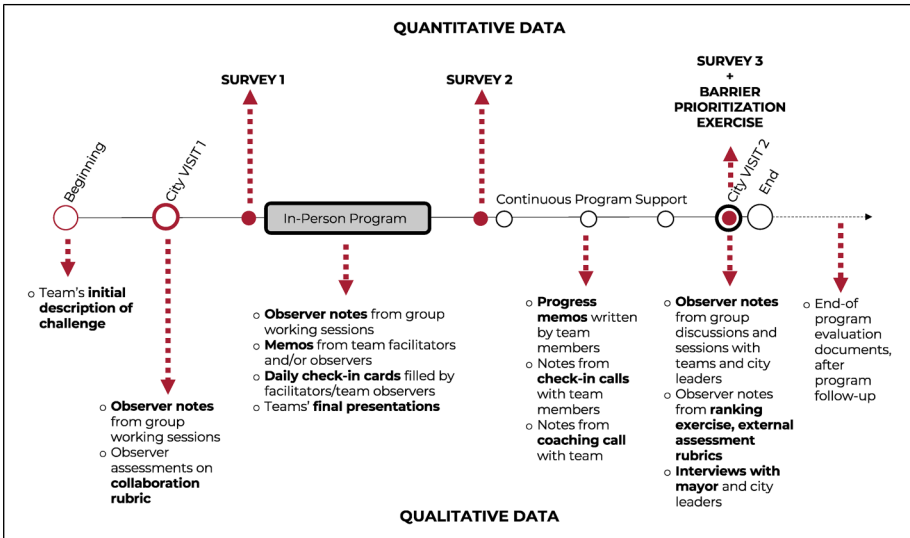 QUANTITATIVE DATA
SURVEY 1
SURVEY 2
SURVEY 3
+
BARRIER
PRIORITIZATION
EXERCISE
Beginning
City VISIT 1
In-Person Program
Continuous Program Support
City VISIT 2
End
o Team's initial
description of
challenge
o Observer notes
from group
working sessions
o Observer
assessments on
collaboration
rubric
o Observer notes from group
working sessions
o Memos from team facilitators
and/or observers
o Daily check-in cards filled by
facilitators/team observers
o Teams' final presentations
o Progress
memos written
by team
members
o Notes from
check-in calls
with team
members
o Notes from
coaching call
with team
o Observer notes
from group
discussions and
sessions with
teams and city
leaders
o Observer notes
from ranking
exercise, external
assessment
rubrics
o Interviews with
mayor and city
leaders
o End-of
program
evaluation
documents,
after
program
follow-up
QUALITATIVE DATA